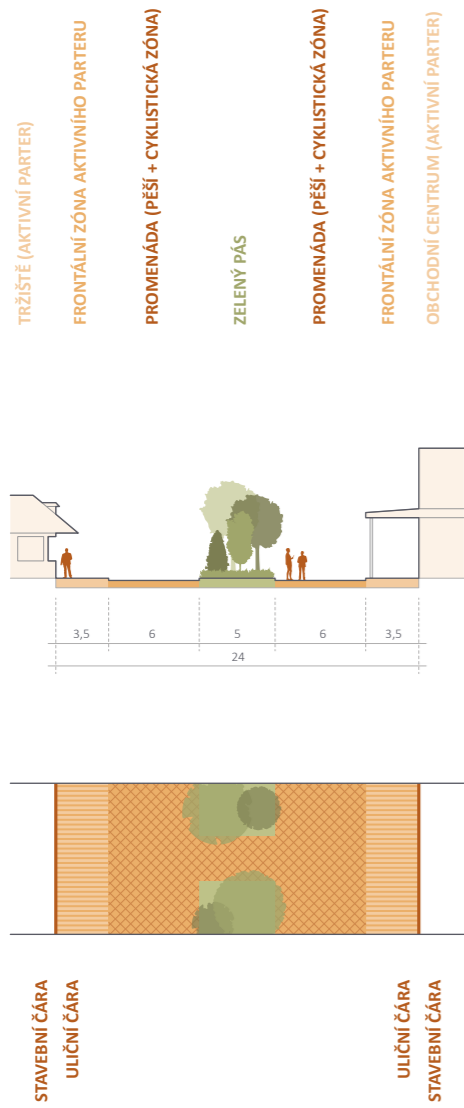 TRŽIŠTĚ (AKTIVNÍ PARTER)
FRONTÁLNÍ ZÓNA AKTIVNÍHO PARTERU
PROMENÁDA (PĚŠÍ + CYKLISTICKÁ ZÓNA)
ZELENÝ PÁS
PROMENÁDA (PĚŠÍ + CYKLISTICKÁ ZÓNA)
FRONTÁLNÍ ZÓNA AKTIVNÍHO PARTERU
OBCHODNÍ CENTRUM (AKTIVNÍ PARTER)
3,5
6
5
6
3,5
24
STAVEBNÍ ČÁRA
ULIČNÍ ČÁRA
ULIČNÍ ČÁRA
STAVEBNÍ ČÁRA